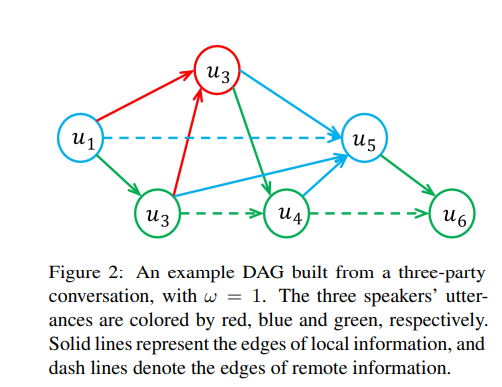 u3
u1
u5
u3
u4
u6
Figure 2: An example DAG built from a three-party
conversation, with ω = 1. The three speakers' utter-
ances are colored by red, blue and green, respectively.
Solid lines represent the edges of local information, and
dash lines denote the edges of remote information.